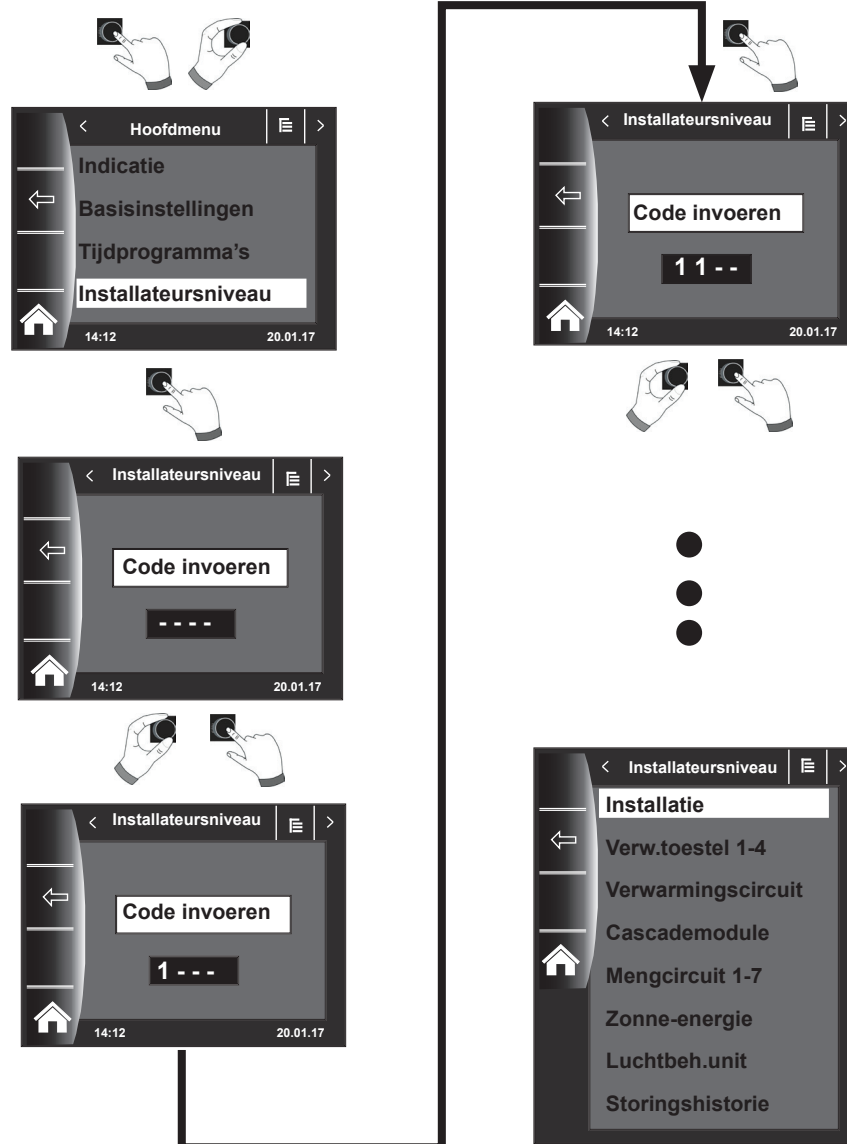 Hoofdmenu
Indicatie
Basisinstellingen
Tijdprogramma's
Installateursniveau
14:12 20.01.17
Installateursniveau
Code invoeren
- - - -
14:12 20.01.17
Installateursniveau
Code invoeren
1 - - -
14:12 20.01.17
Installateursniveau
Code invoeren
1 1 - -
14:12 20.01.17
Installateursniveau
Installatie
Verw.toestel 1-4
Verwarmingscircuit
Cascademodule
Mengcircuit 1-7
Zonne-energie
Luchtbeh.unit
Storingshistorie